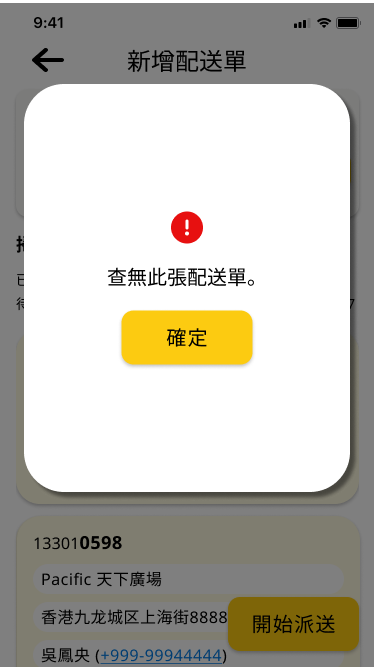 9:41
新增配送單
查無此張配送單。
確定
133010598
Pacific 天下廣場
香港九龙城区上海街8888
開始派送
吳鳳央 (+999-99944444)